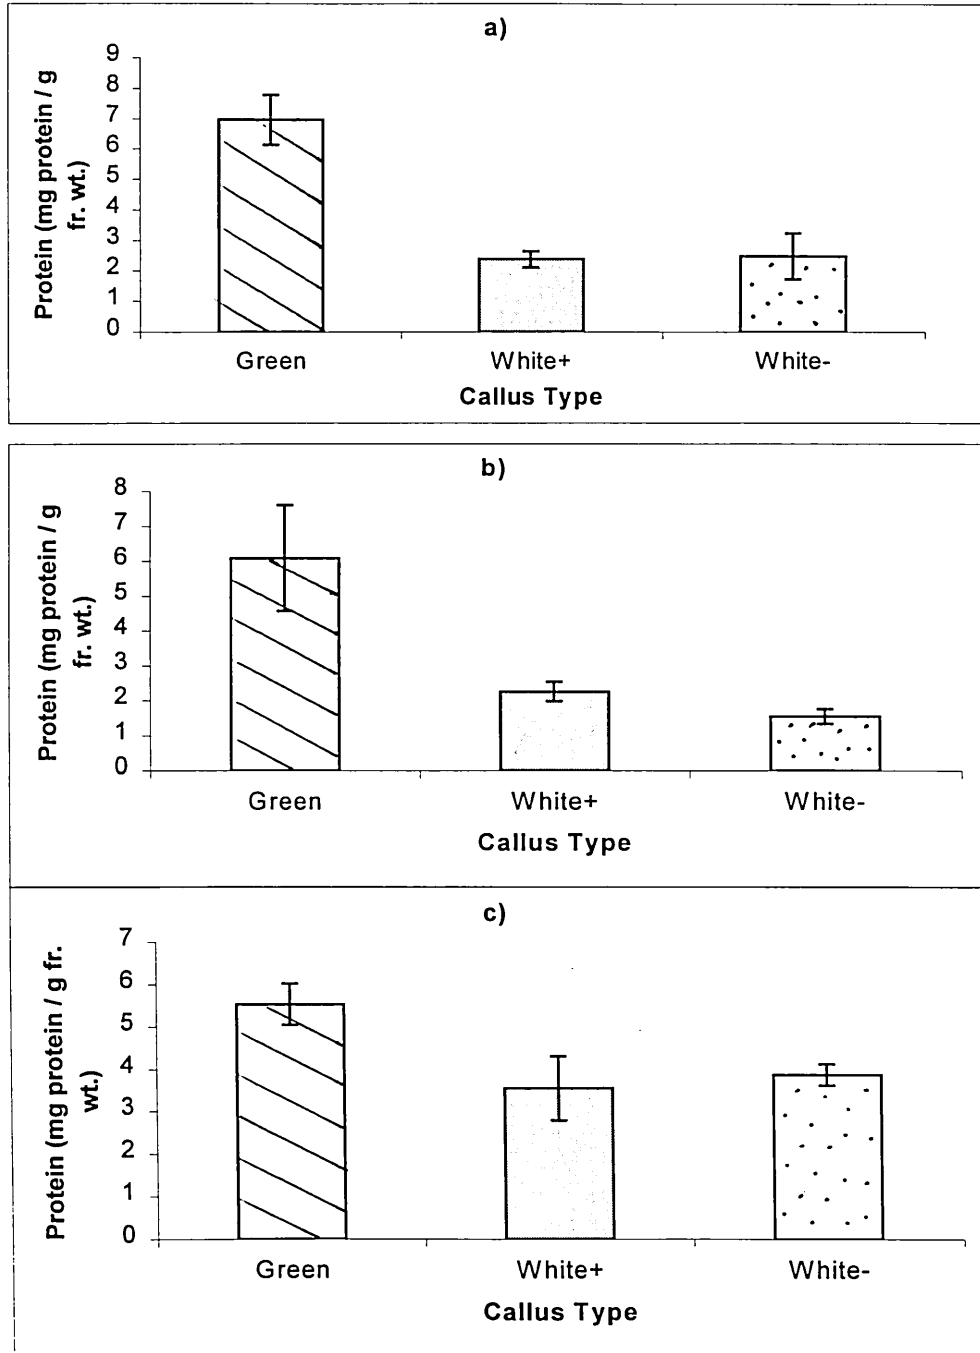 a)
Protein (mg protein / g
fr. wt.)
9
8
7
6
5
4
3
2
1
0
Green White+ White-
Callus Type
b)
Protein (mg protein / g
fr. wt.)
8
7
6
5
4
3
2
1
0
Green White+ White-
Callus Type
c)
Protein (mg protein / g fr.
wt.)
7
6
5
4
3
2
1
0
Green White+ White-
Callus Type